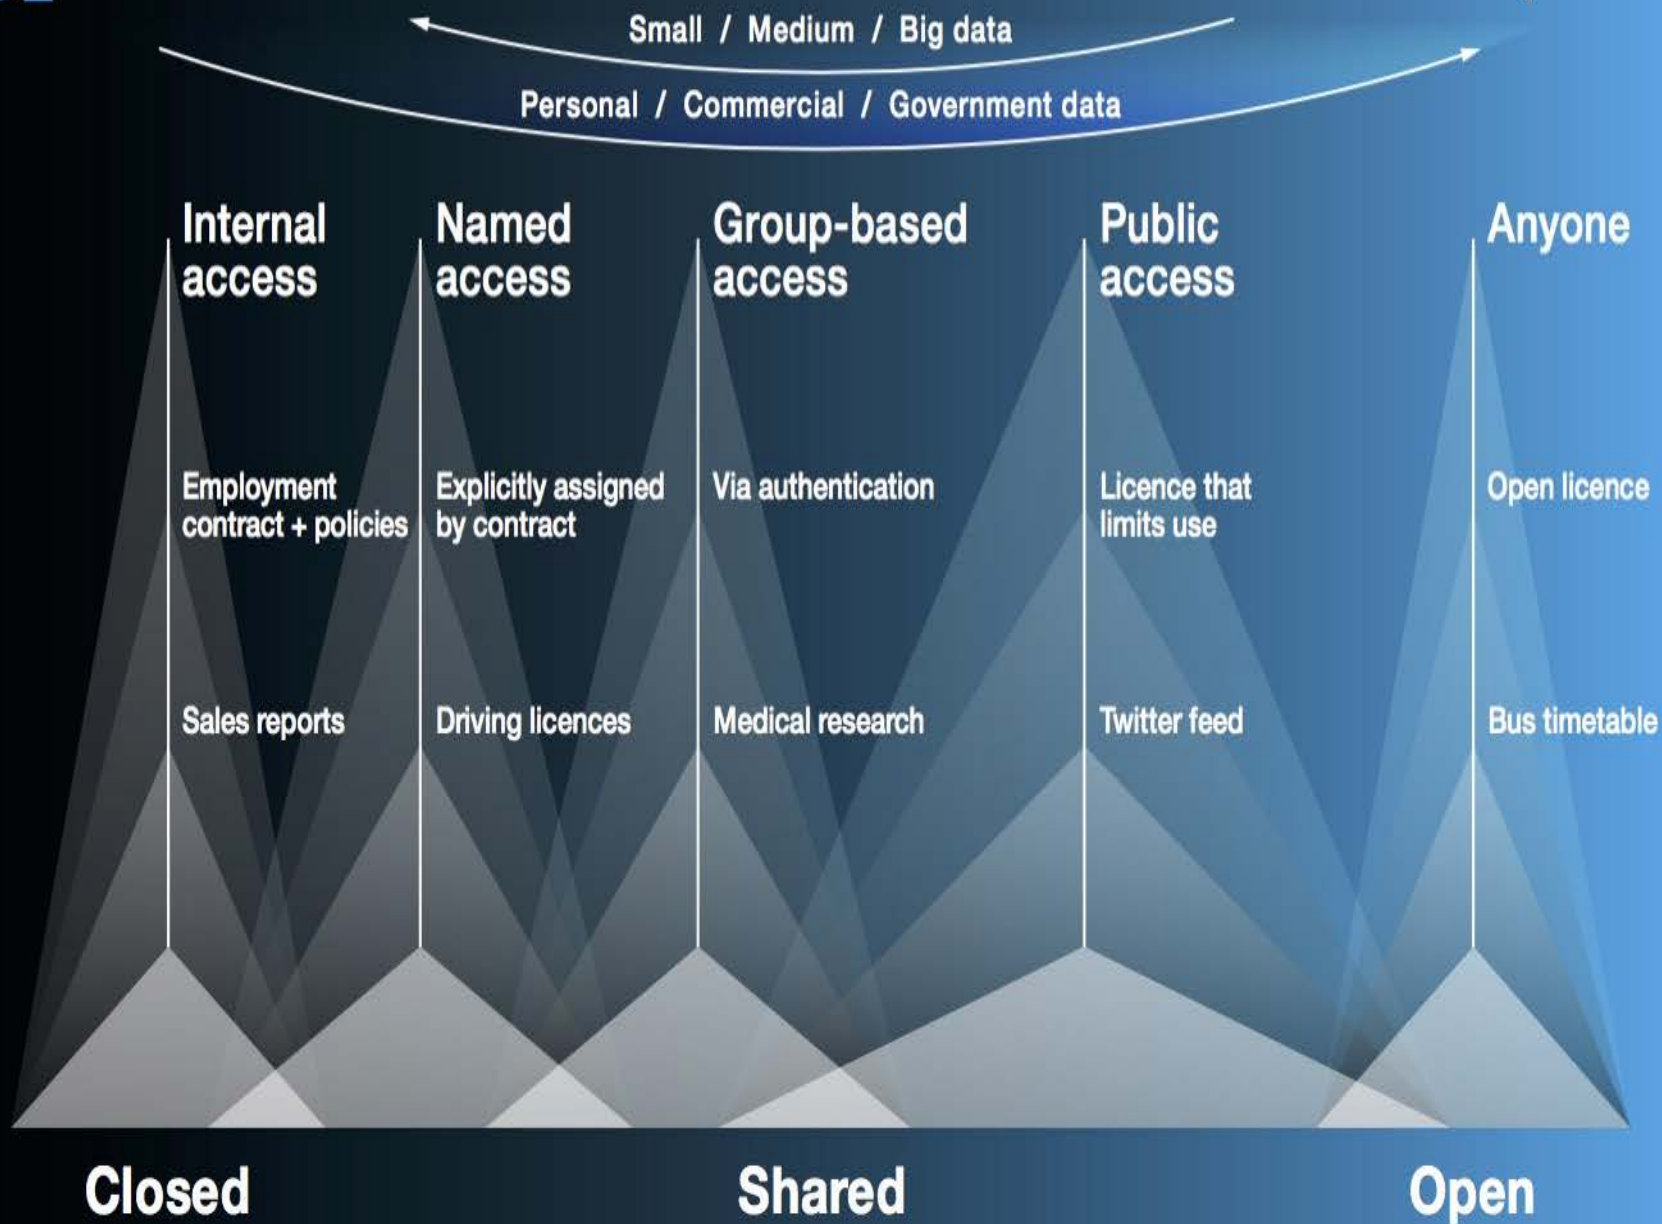 Small / Medium / Big data
Personal / Commercial / Government data
Internal access
Named access
Group-based access
Public access
Anyone
Employment contract + policies
Explicitly assigned by contract
Via authentication
Licence that limits use
Open licence
Sales reports
Driving licences
Medical research
Twitter feed
Bus timetable
Closed
Shared
Open